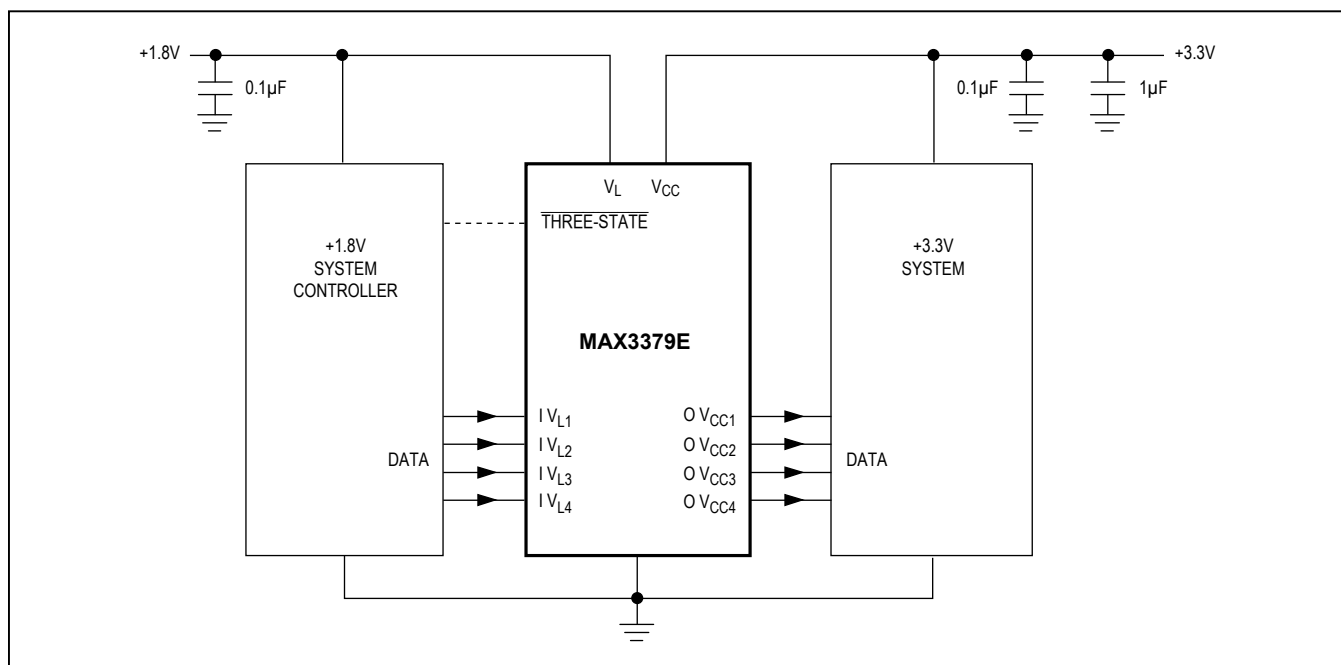 +1.8V
0.1µF
0.1µF
1µF
+3.3V
VL VCC
THREE-STATE
+1.8V
SYSTEM
CONTROLLER
+3.3V
SYSTEM
MAX3379E
I VL1
O VCC1
I VL2
O VCC2
DATA
I VL3
O VCC3
DATA
I VL4
O VCC4